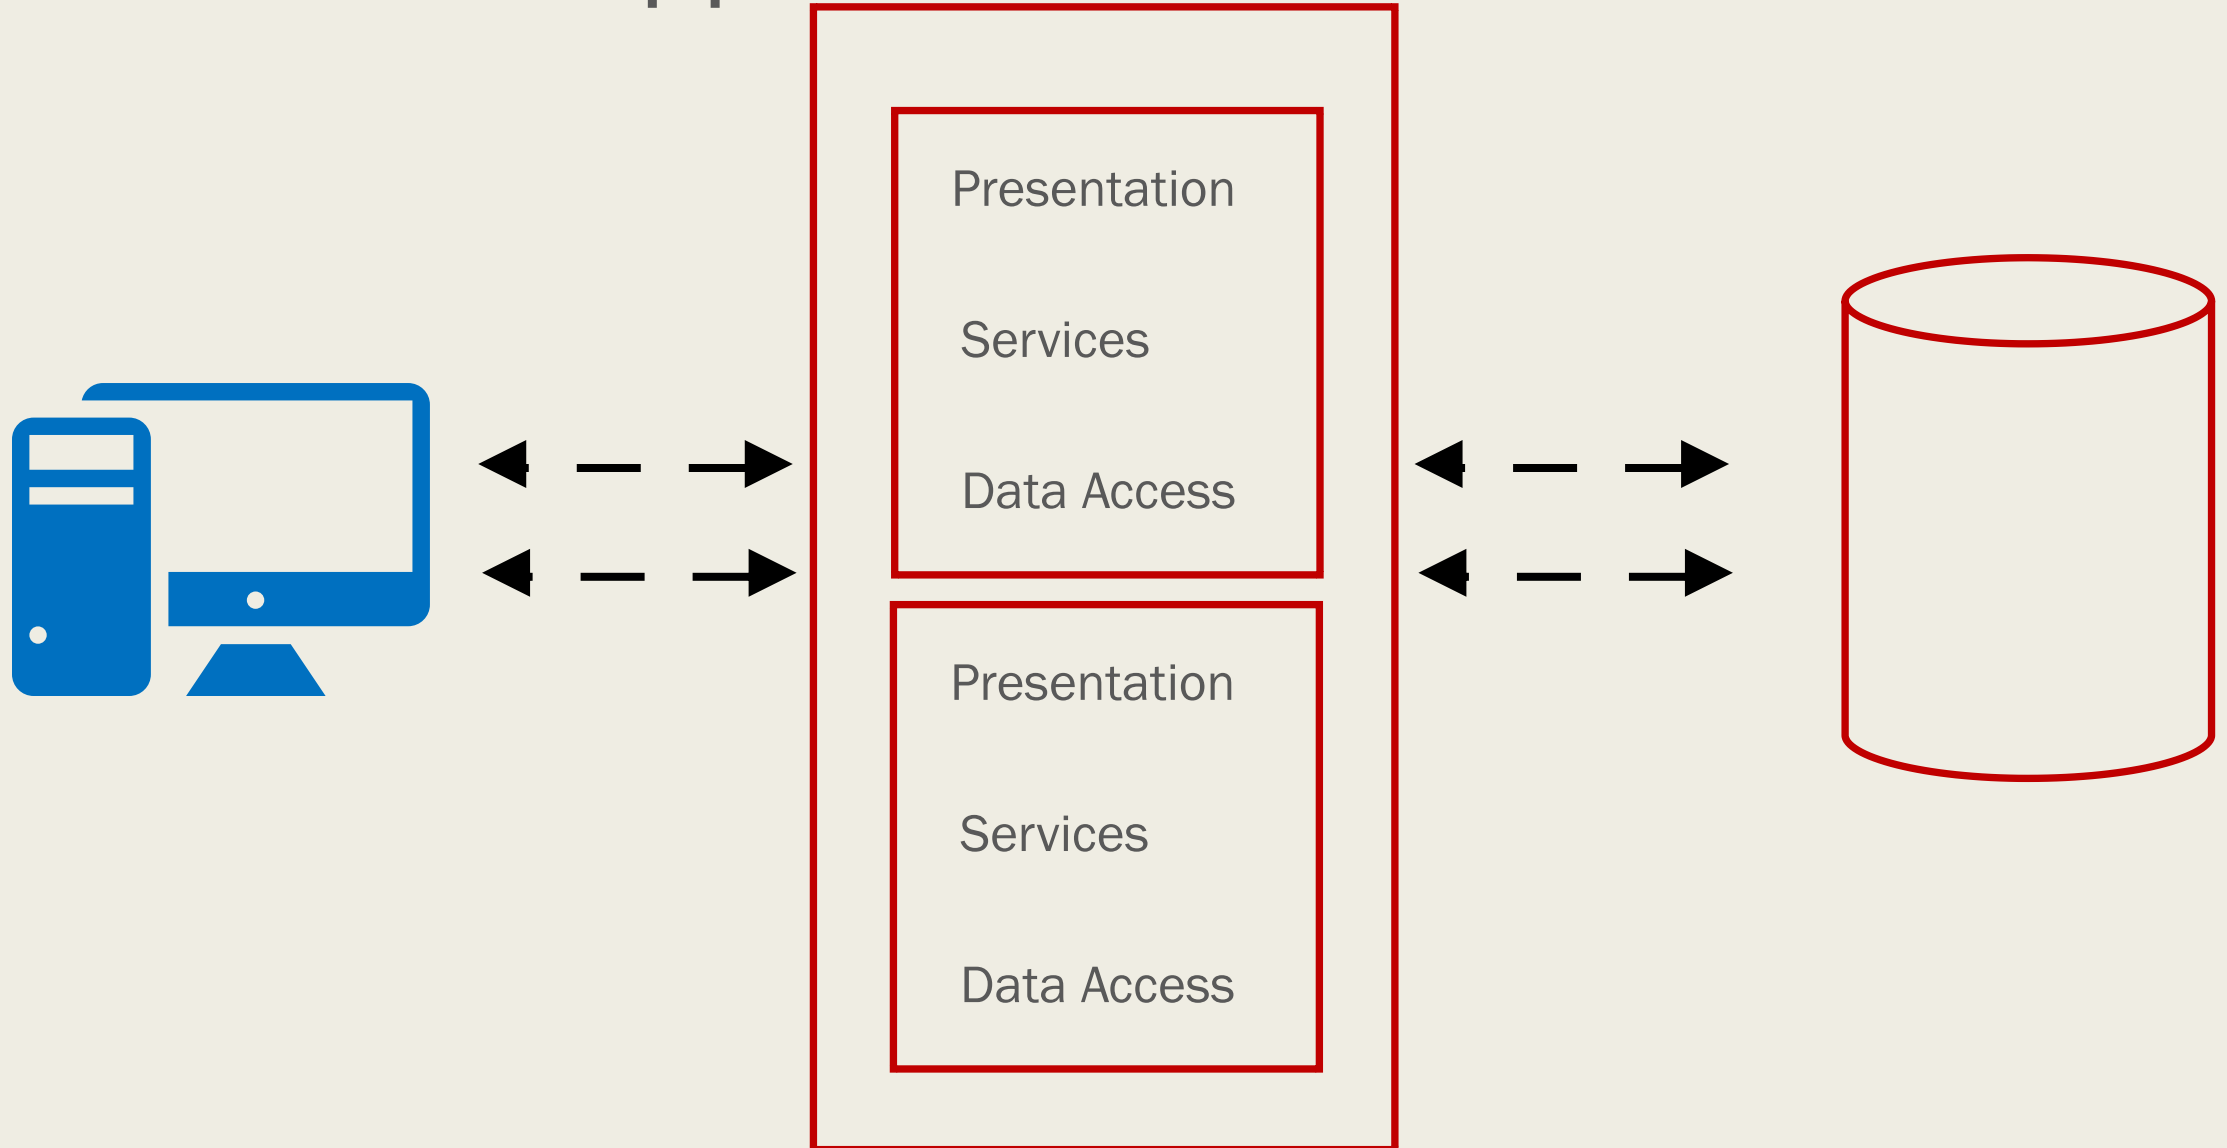 Presentation
Services
Data Access
Presentation
Services
Data Access